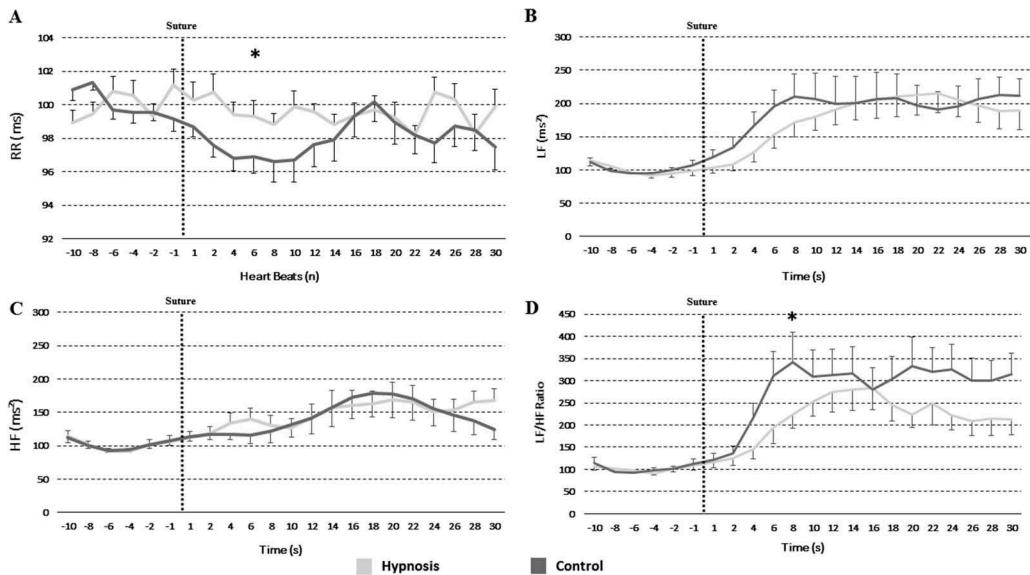 A
Suture
*
RR ( ms)
104
102
100
98
96
94
92
-10 -8 -6 -4 -2 -1 1 2 4 6 8 10 12 14 16 18 20 22 24 26 28 30
Heart Beats (n)
B
Suture
LF (ms²)
300
250
200
150
100
50
0
-10 -8 -6 -4 -2 -1 1 2 4 6 8 10 12 14 16 18 20 22 24 26 28 30
Time (s)
C
Suture
HF (ms²)
300
250
200
150
100
50
0
-10 -8 -6 -4 -2 -1 1 2 4 6 8 10 12 14 16 18 20 22 24 26 28 30
Time (s)
D
Suture
*
LF/HF Ratio
450
400
350
300
250
200
150
100
50
0
-10 -8 -6 -4 -2 -1 1 2 4 6 8 10 12 14 16 18 20 22 24 26 28 30
Time (s)
Hypnosis
Control